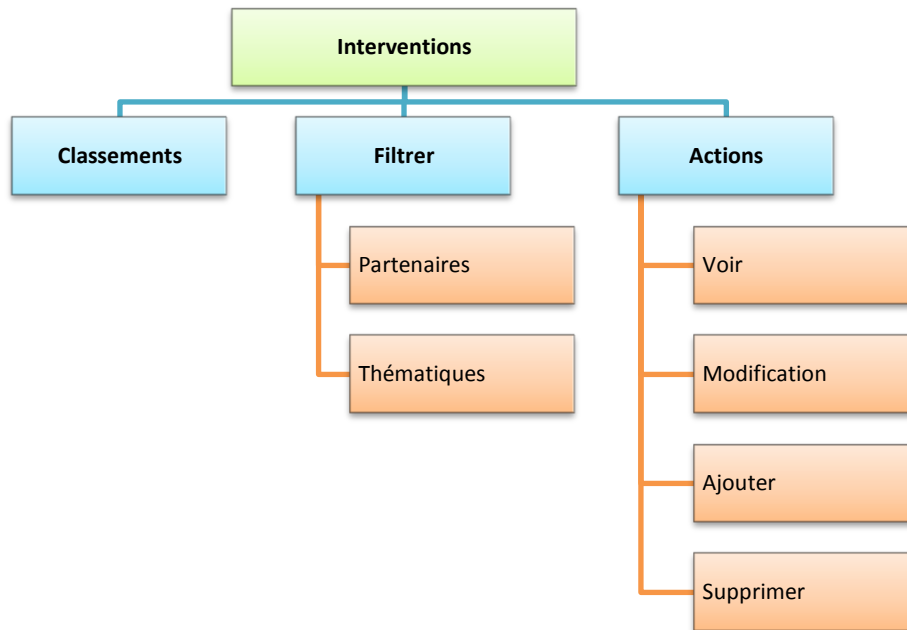 Interventions
Classements
Filtrer
Actions
Partenaires
Voir
Thématiques
Modification
Ajouter
Supprimer